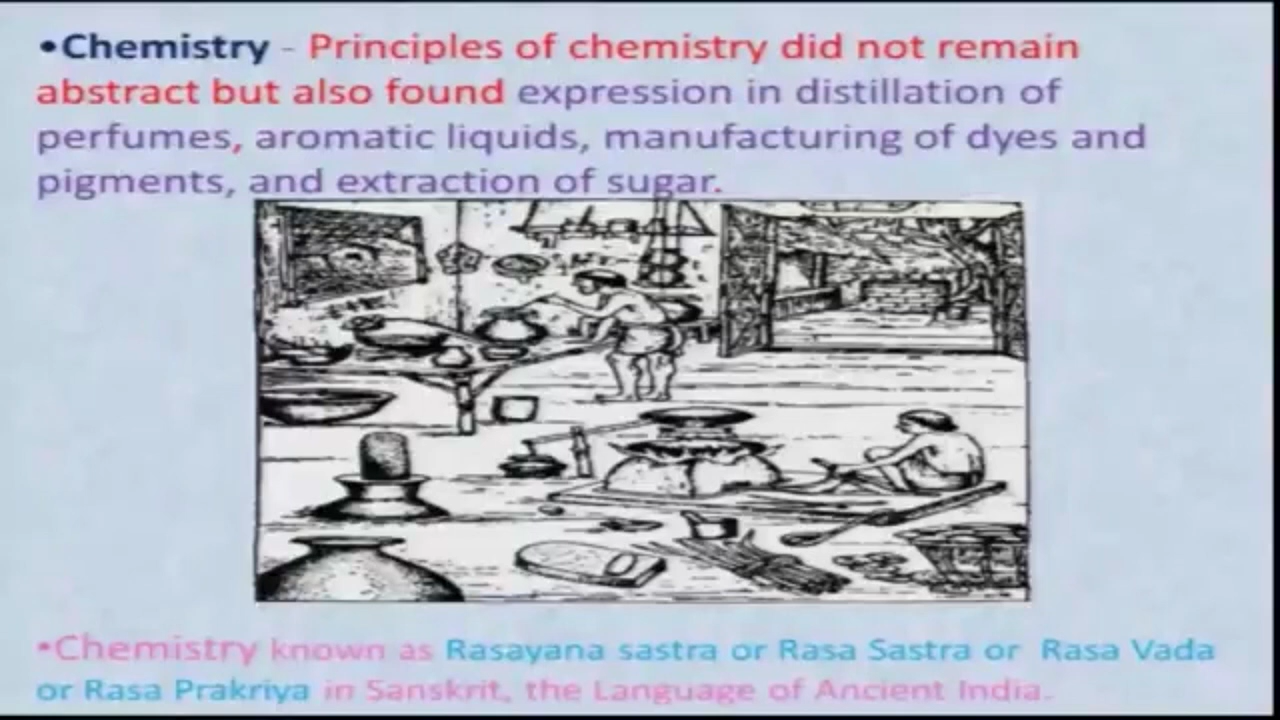 •Chemistry - Principles of chemistry did not remain
abstract but also found expression in distillation of
perfumes, aromatic liquids, manufacturing of dyes and
pigments, and extraction of sugar.
•Chemistry known as Rasayana sastra or Rasa Sastra or Rasa Vada
or Rasa Prakriya in Sanskrit, the Language of Ancient India.